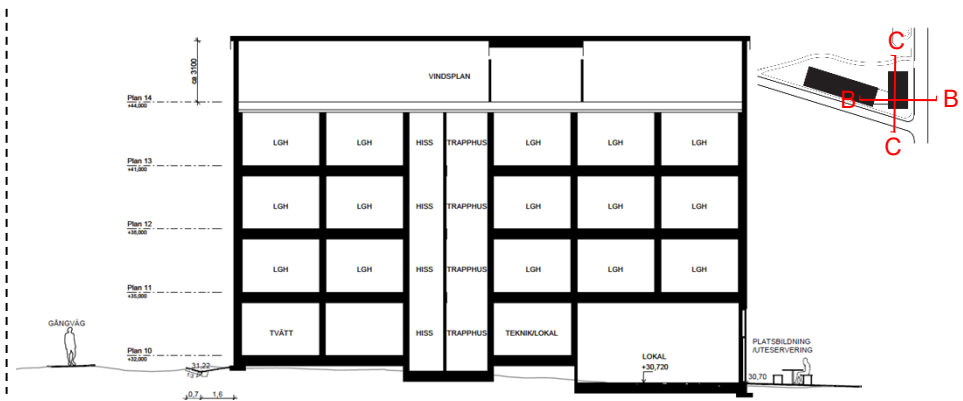 ca 3100
VINDSPLAN
Plan 14
+44,000
C
B
B
C
LGH
LGH
HISS
TRAPPHUS
LGH
LGH
LGH
Plan 13
+41,000
LGH
LGH
HISS
TRAPPHUS
LGH
LGH
LGH
Plan 12
+38,000
LGH
LGH
HISS
TRAPPHUS
LGH
LGH
LGH
Plan 11
+35,000
GÅNGVÄG
TVÄTT
HISS
TRAPPHUS
TEKNIK/LOKAL
PLATSBILDNING
/UTESERVERING
Plan 10
+32,000
LOKAL
+30,720
31,22
30,70
0,7
1,6